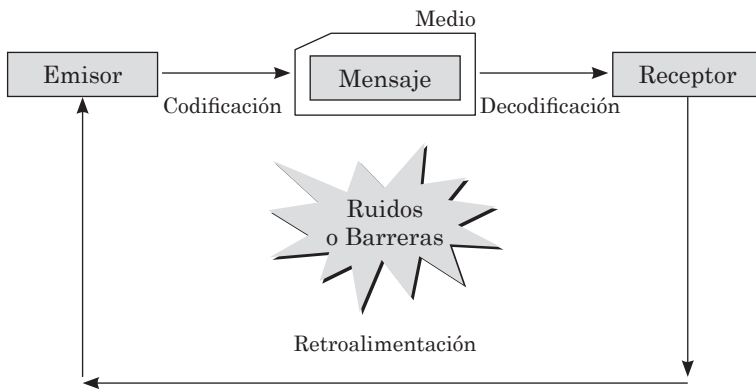 Medio
Emisor
Mensaje
Receptor
Codificación
Decodificación
Ruidos
o Barreras
Retroalimentación